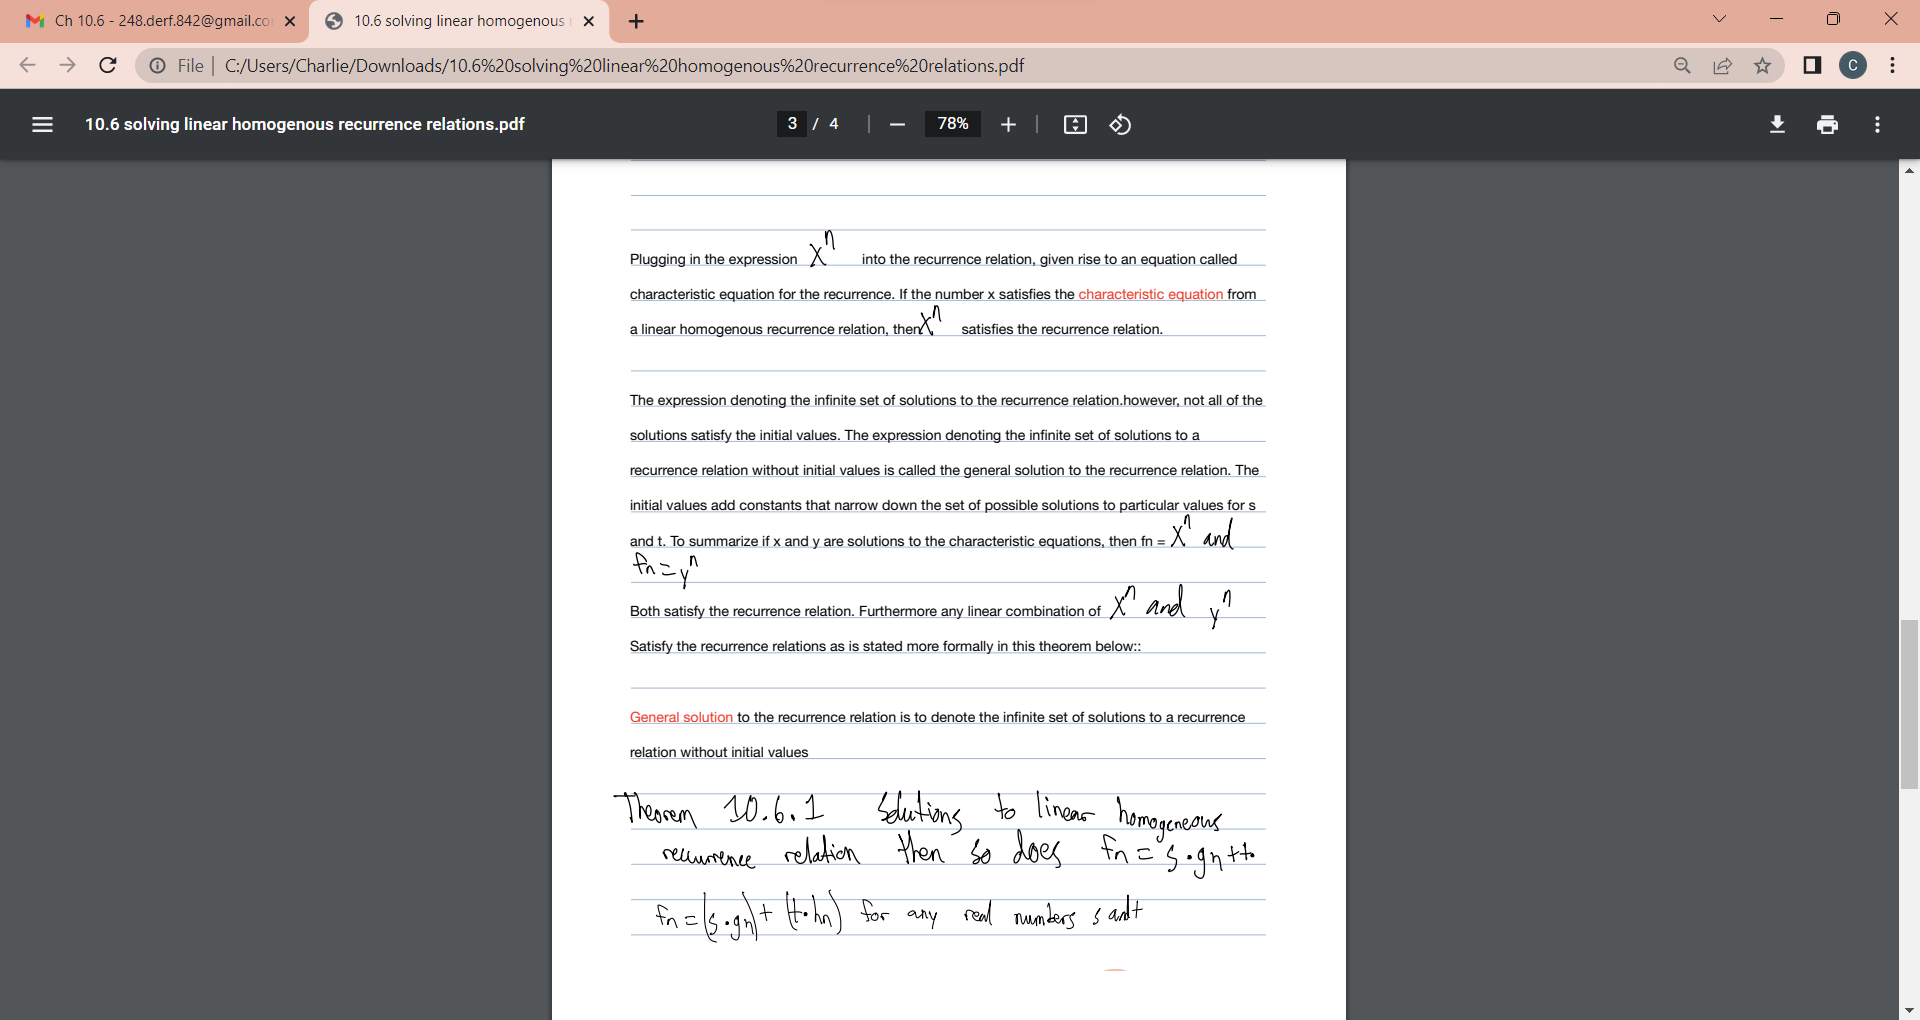 Ch 10.6 - 248.derf.842@gmail.co
10.6 solving linear homogenous
File | C:/Users/Charlie/Downloads/10.6%20solving%20linear%20homogenous%20recurrence%20relations.pdf
C
10.6 solving linear homogenous recurrence relations.pdf
3 / 4
78%
Plugging in the expression xⁿ into the recurrence relation, given rise to an equation called
characteristic equation for the recurrence. If the number x satisfies the characteristic equation from
a linear homogenous recurrence relation, then xⁿ satisfies the recurrence relation.
The expression denoting the infinite set of solutions to the recurrence relation.however, not all of the
solutions satisfy the initial values. The expression denoting the infinite set of solutions to a
recurrence relation without initial values is called the general solution to the recurrence relation. The
initial values add constants that narrow down the set of possible solutions to particular values for s
and t. To summarize if x and y are solutions to the characteristic equations, then fn = xⁿ and
fn = yⁿ
Both satisfy the recurrence relation. Furthermore any linear combination of xⁿ and yⁿ
Satisfy the recurrence relations as is stated more formally in this theorem below::
General solution to the recurrence relation is to denote the infinite set of solutions to a recurrence
relation without initial values
Theorem 10.6.1 Solutions to linear homogeneous
recurrence relation then so does fn = s·gn+t·
fn = (s·gn) + (t·hn) for any real numbers s and t